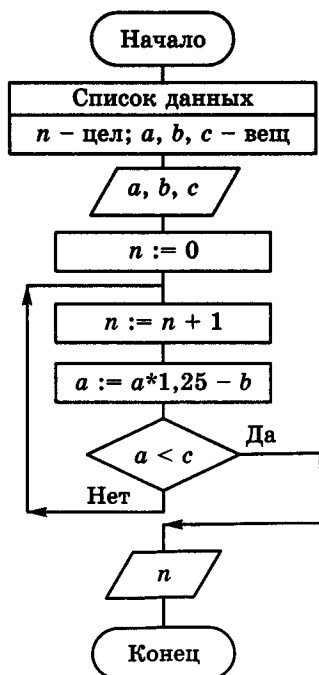 Начало
Список данных
n – цел; a, b, c – вещ
a, b, c
n := 0
n := n + 1
a := a*1,25 – b
a < c
Да
Нет
n
Конец